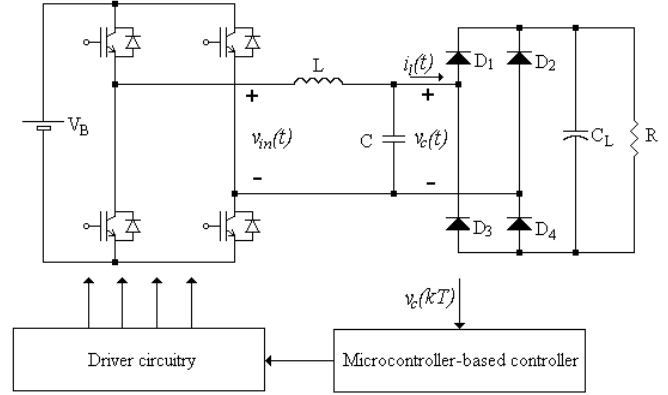 L
i_l(t)
D_1
D_2
+
+
V_B
v_in(t)
C
v_c(t)
C_L
R
-
-
D_3
D_4
v_c(kT)
Driver circuitry
Microcontroller-based controller